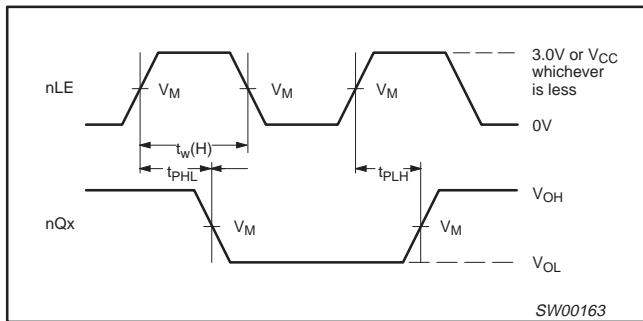 nLE
V_M
V_M
V_M
3.0V or V_CC
whichever
is less
0V
t_w(H)
t_PHL
t_PLH
nQx
V_M
V_M
V_OH
V_OL
SW00163